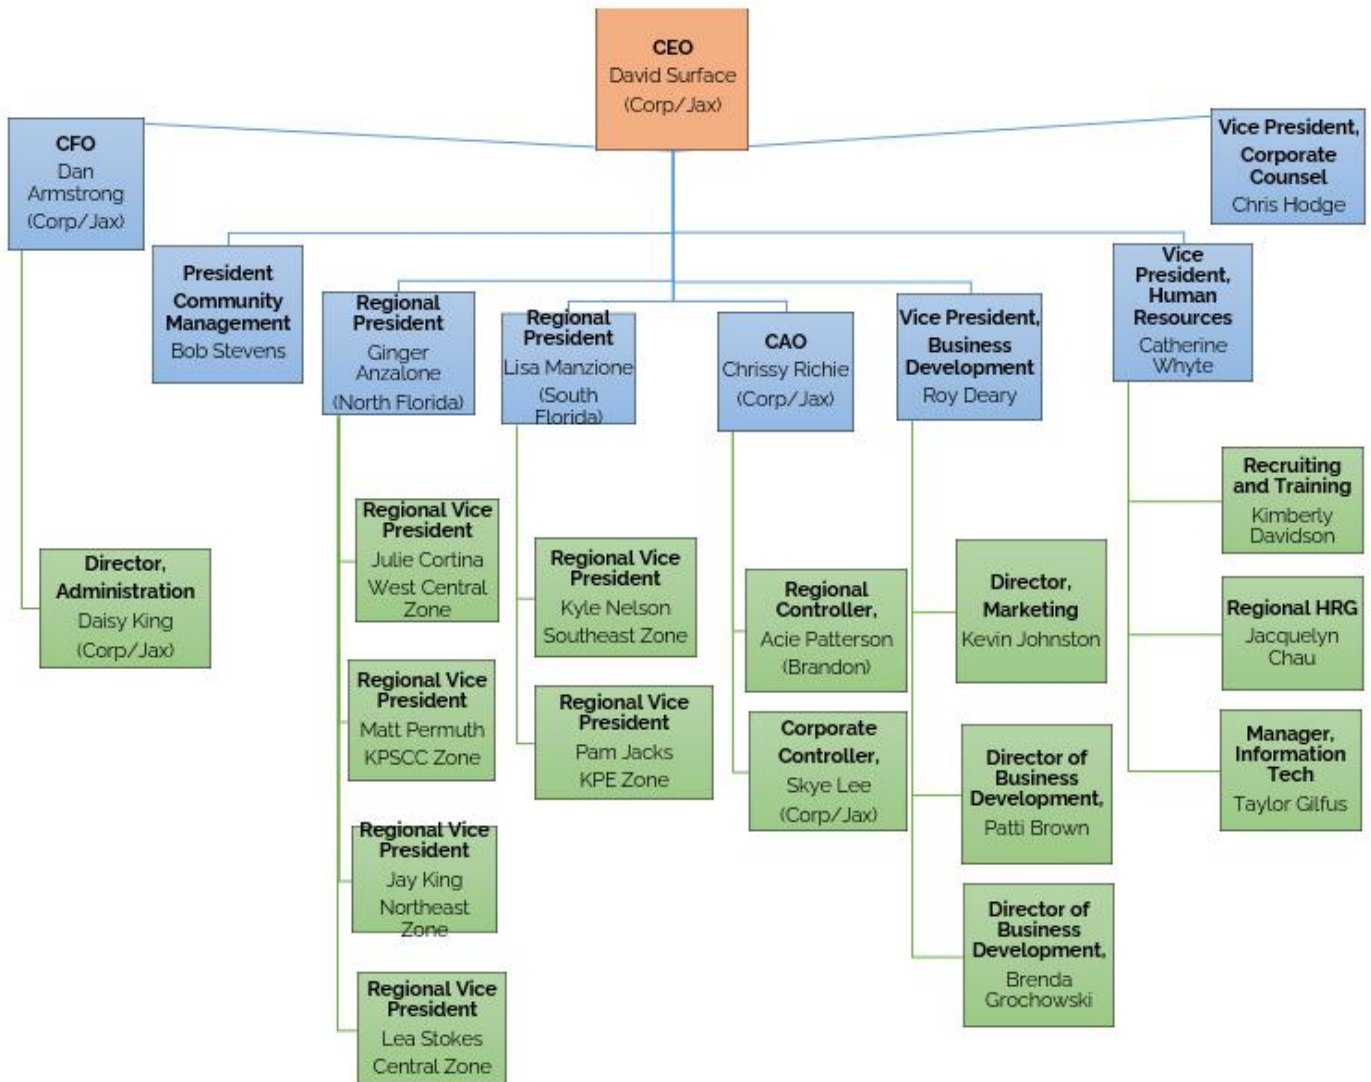 CEO
David Surface
(Corp/Jax)
CFO
Dan
Armstrong
(Corp/Jax)
Vice President,
Corporate
Counsel
Chris Hodge
President
Community
Management
Bob Stevens
Regional
President
Ginger
Anzalone
(North Florida)
Regional
President
Lisa Manzione
(South
Florida)
CAO
Chrissy Richie
(Corp/Jax)
Vice President,
Business
Development
Roy Deary
Vice
President,
Human
Resources
Catherine
Whyte
Director,
Administration
Daisy King
(Corp/Jax)
Regional Vice
President
Julie Cortina
West Central
Zone
Regional Vice
President
Matt Permuth
KPSCC Zone
Regional Vice
President
Jay King
Northeast
Zone
Regional Vice
President
Lea Stokes
Central Zone
Regional Vice
President
Kyle Nelson
Southeast Zone
Regional Vice
President
Pam Jacks
KPE Zone
Regional
Controller,
Acie Patterson
(Brandon)
Corporate
Controller,
Skye Lee
(Corp/Jax)
Director,
Marketing
Kevin Johnston
Director of
Business
Development,
Patti Brown
Director of
Business
Development,
Brenda
Grochowski
Recruiting
and Training
Kimberly
Davidson
Regional HRG
Jacquelyn
Chau
Manager,
Information
Tech
Taylor Gilfus